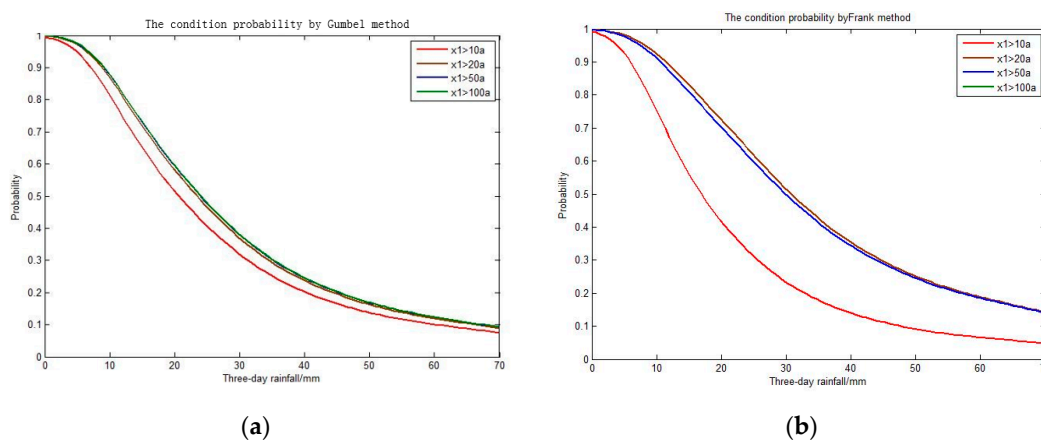 The condition probability by Gumbel method
1
0.9
0.8
0.7
0.6
0.5
0.4
0.3
0.2
0.1
0
Probability
x1>10a
x1>20a
x1>50a
x1>100a
0 10 20 30 40 50 60 70
Three-day rainfall/mm
(a)
The condition probability byFrank method
1
0.9
0.8
0.7
0.6
0.5
0.4
0.3
0.2
0.1
0
Probability
x1>10a
x1>20a
x1>50a
x1>100a
0 10 20 30 40 50 60 70
Three-day rainfall/mm
(b)